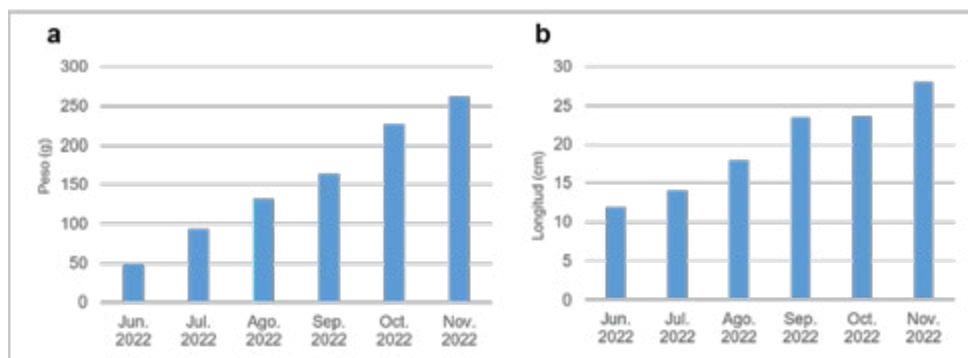 a
Peso (g)
300
250
200
150
100
50
0
Jun. 2022
Jul. 2022
Ago. 2022
Sep. 2022
Oct. 2022
Nov. 2022
b
Longitud (cm)
30
25
20
15
10
5
0
Jun. 2022
Jul. 2022
Ago. 2022
Sep. 2022
Oct. 2022
Nov. 2022